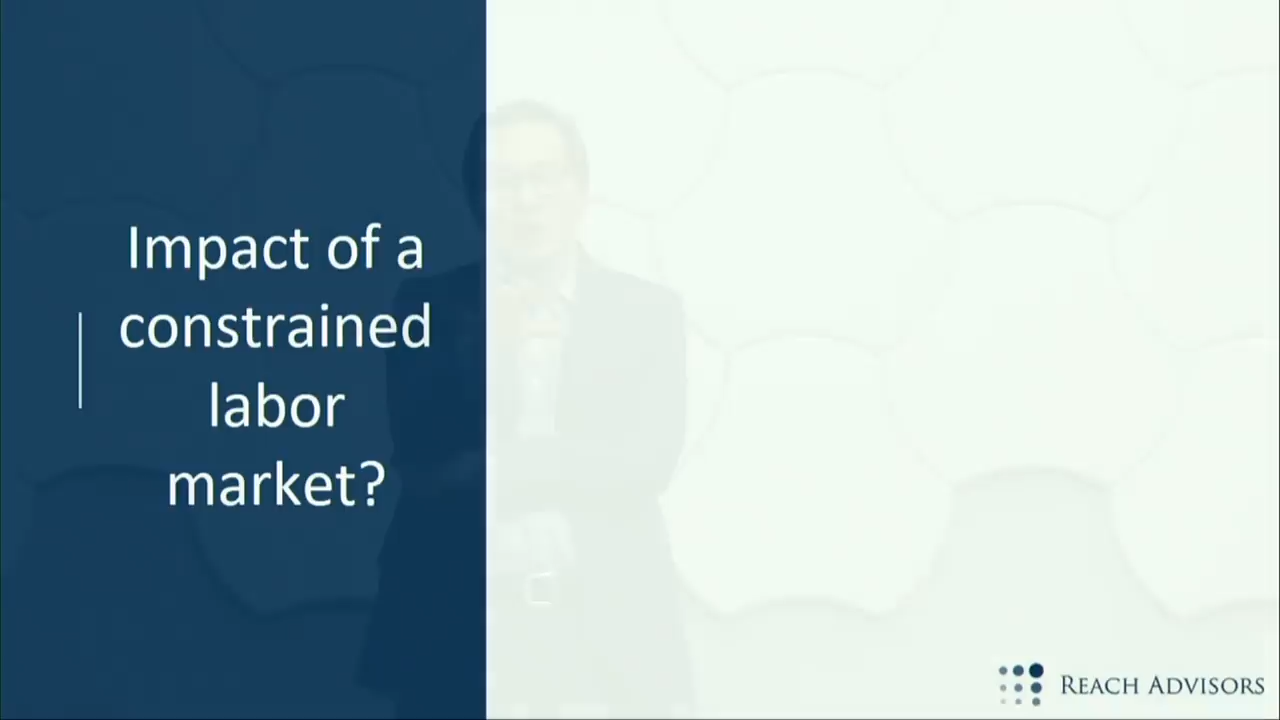 Impact of a
constrained
labor
market?
REACH ADVISORS